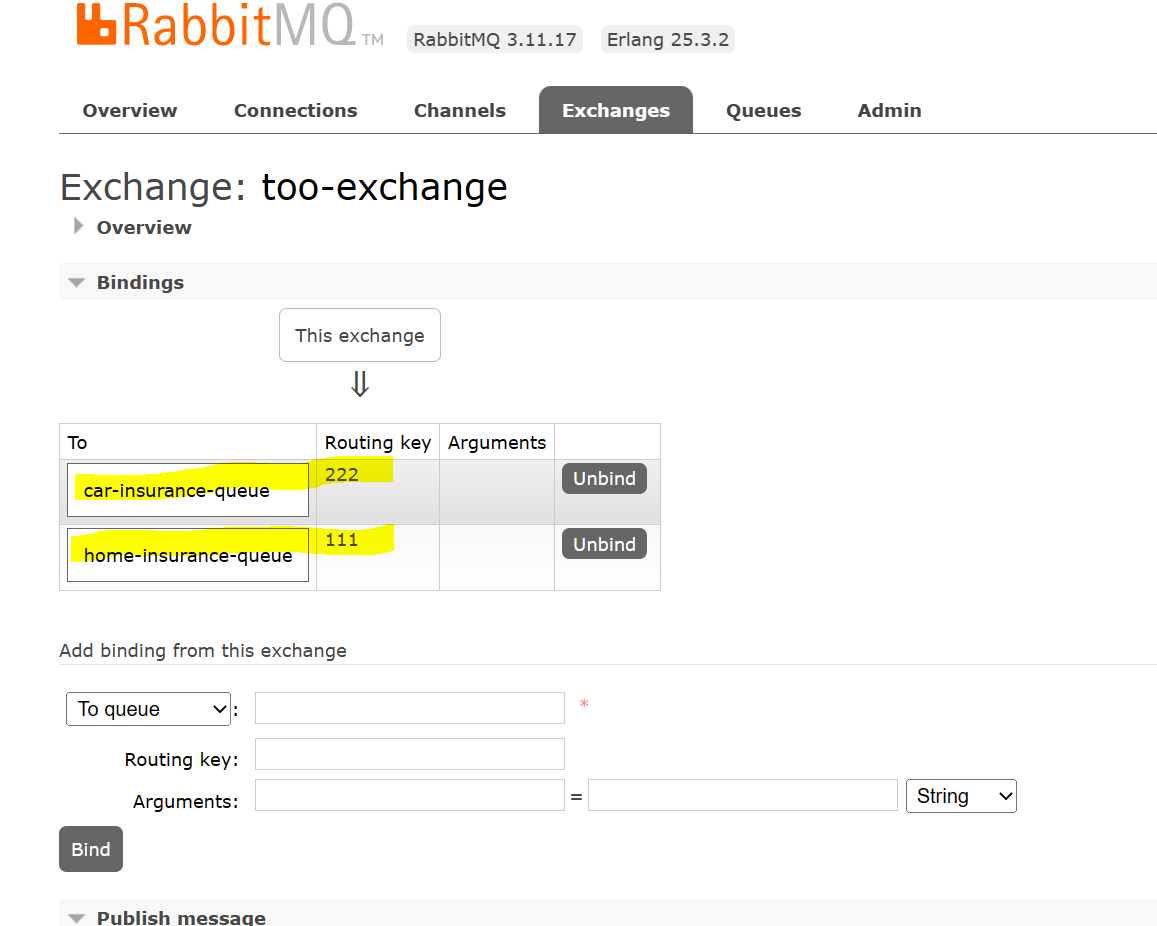 RabbitMQ TM RabbitMQ 3.11.17 Erlang 25.3.2
Overview Connections Channels Exchanges Queues Admin
Exchange: too-exchange
Overview
Bindings
This exchange
⇓
To Routing key Arguments
car-insurance-queue 222 Unbind
home-insurance-queue 111 Unbind
Add binding from this exchange
To queue : *
Routing key:
Arguments: = String
Bind
Publish message